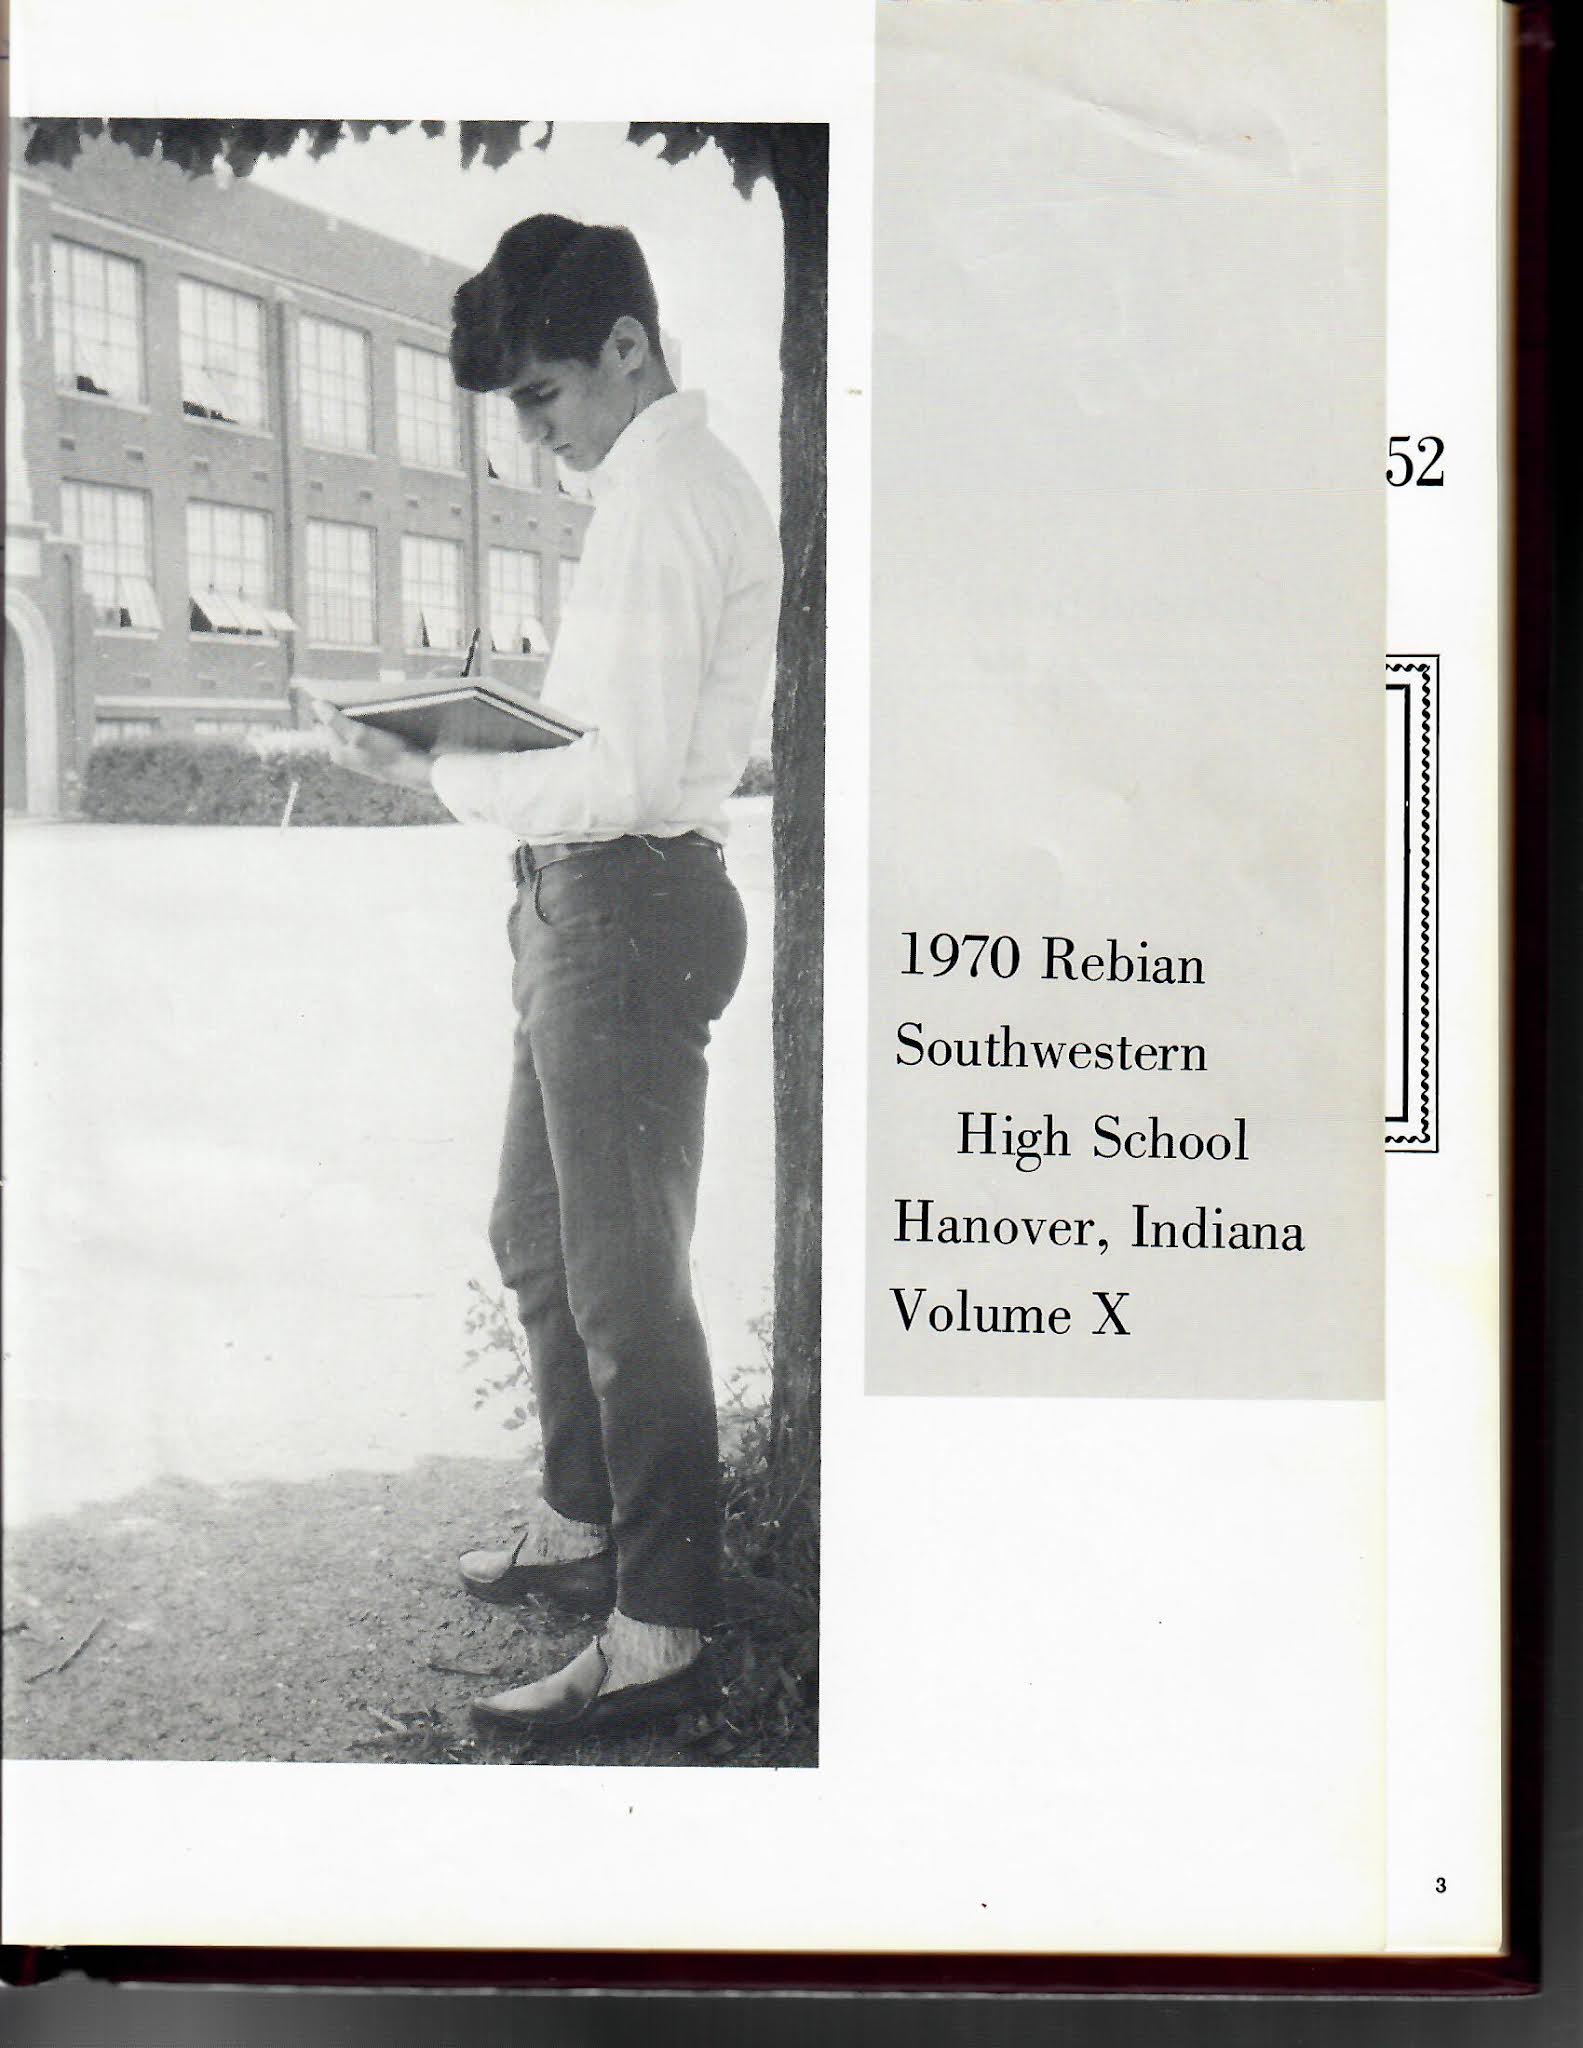 52
1970 Rebian
Southwestern
High School
Hanover, Indiana
Volume X
3